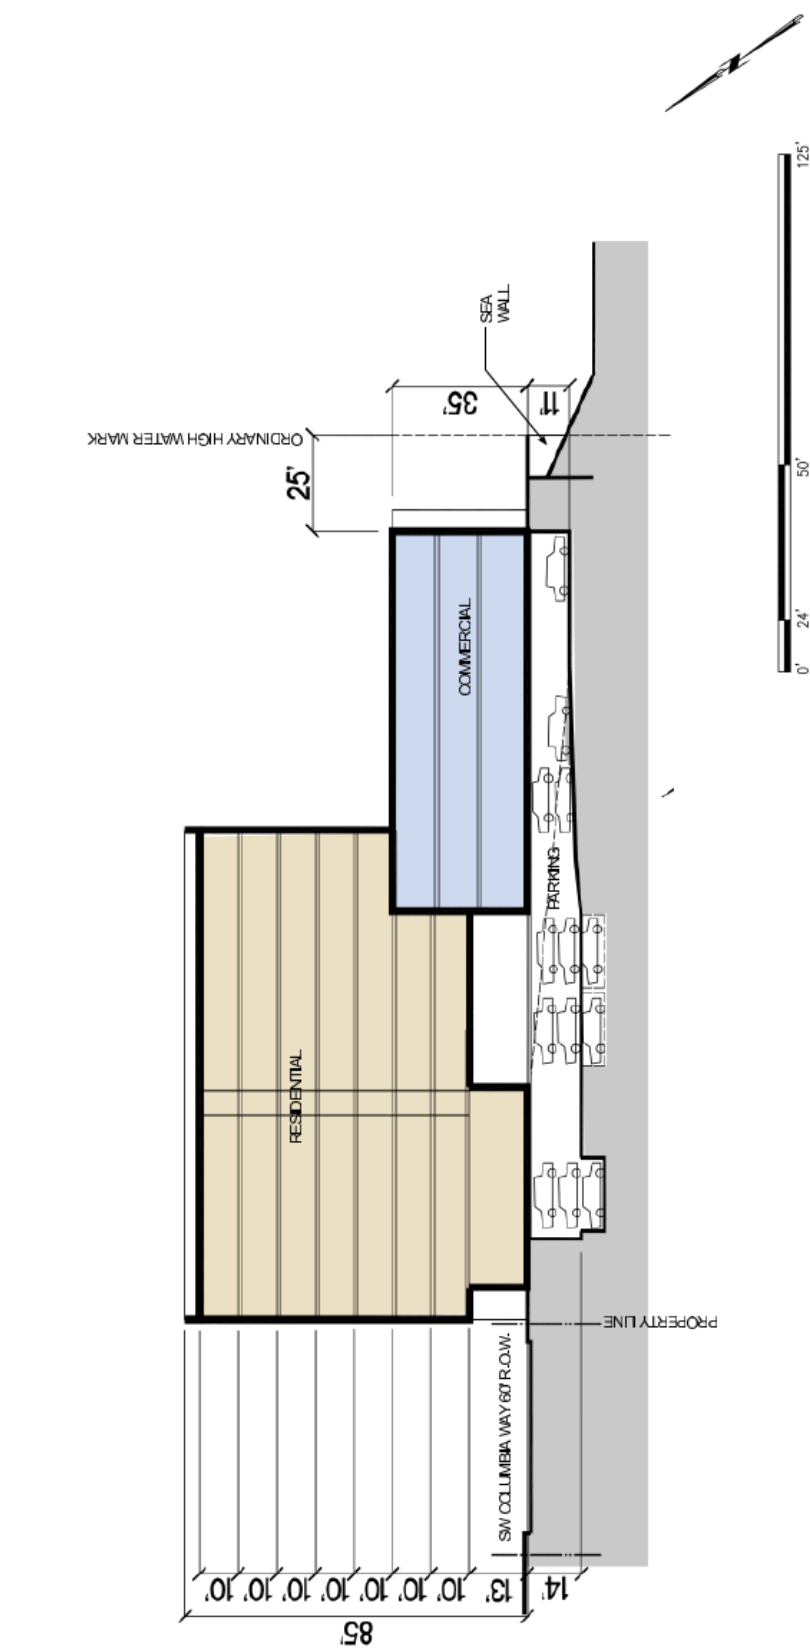 125'
50'
24'
0'
SEA
WALL
35'
11'
ORDINARY HIGH WATER MARK
25'
COMMERCIAL
PARKING
RESIDENTIAL
PROPERTY LINE
SW COLUMBIA WAY 60' R.O.W.
10'
10'
10'
10'
10'
10'
10'
13'
14'
85'